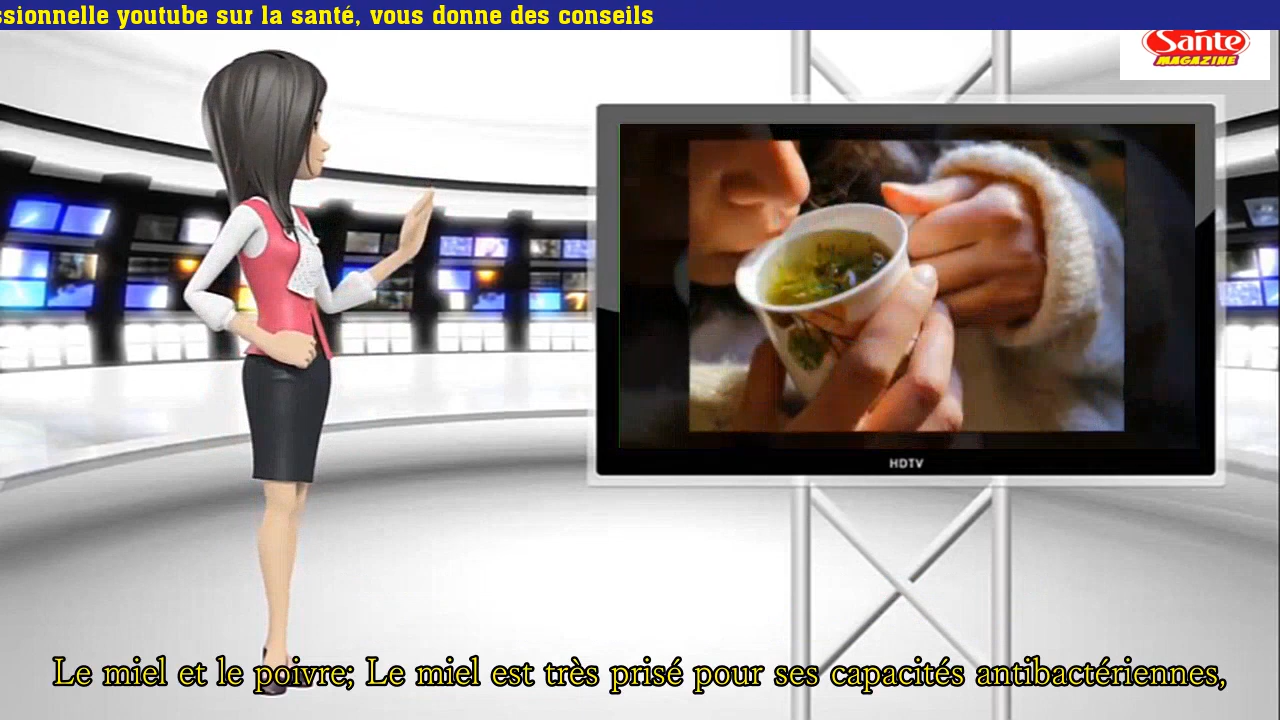 ssionnelle youtube sur la santé, vous donne des conseils
Sante
MAGAZINE
HDTV
Le miel et le poivre; Le miel est très prisé pour ses capacités antibactériennes,